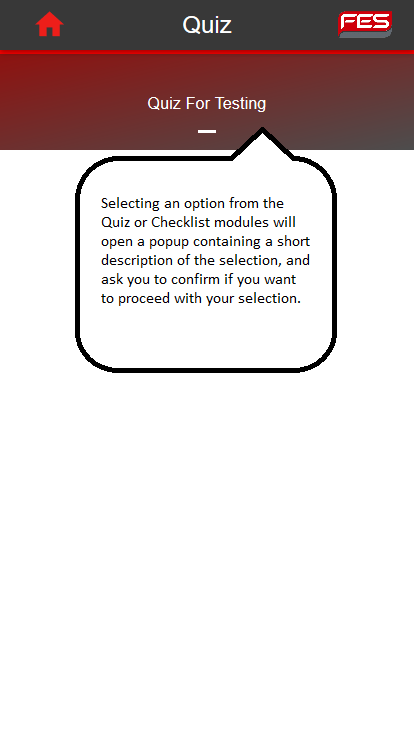 Quiz
FES
Quiz For Testing
Selecting an option from the
Quiz or Checklist modules will
open a popup containing a short
description of the selection, and
ask you to confirm if you want
to proceed with your selection.